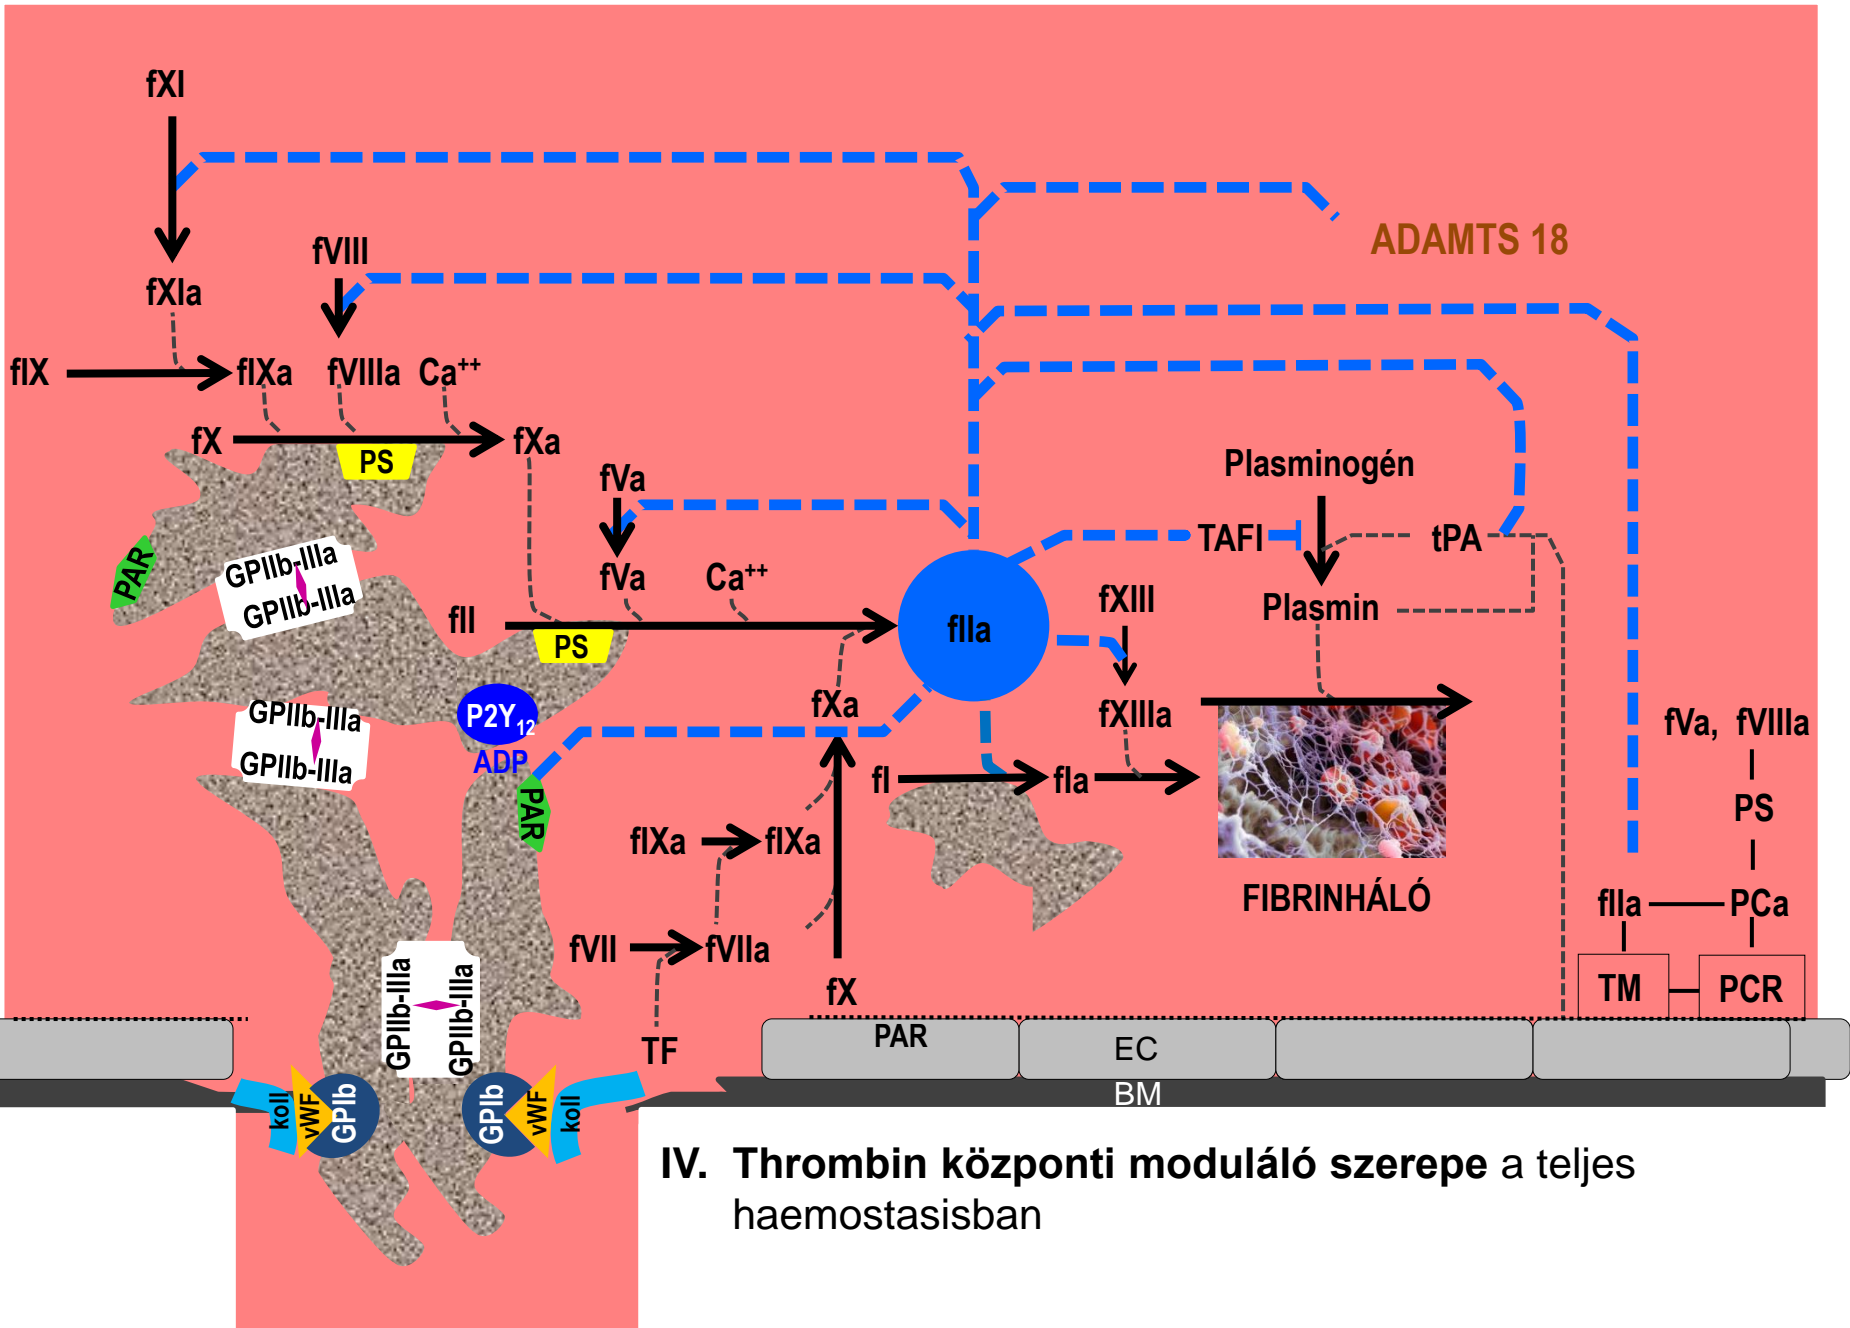 fXI
ADAMTS 18
fVIII
fXIa
fIX
fIXa
fVIIIa
Ca++
fX
fXa
PS
Plasminogén
fVa
TAFI
tPA
PAR
GPIIb-IIIa
GPIIb-IIIa
fVa
Ca++
fXIII
Plasmin
fII
fIIa
PS
fXa
P2Y12
GPIIb-IIIa
GPIIb-IIIa
ADP
fXIIIa
fVa, fVIIIa
fI
fIa
PAR
PS
fIXa
fIXa
FIBRINHÁLÓ
fIIa
PCa
fVII
fVIIa
fX
TM
PCR
GPIIb-IIIa
GPIIb-IIIa
TF
PAR
EC
BM
koll
vWF
GPIb
GPIb
vWF
koll
IV. Thrombin központi moduláló szerepe a teljes
haemostasisban